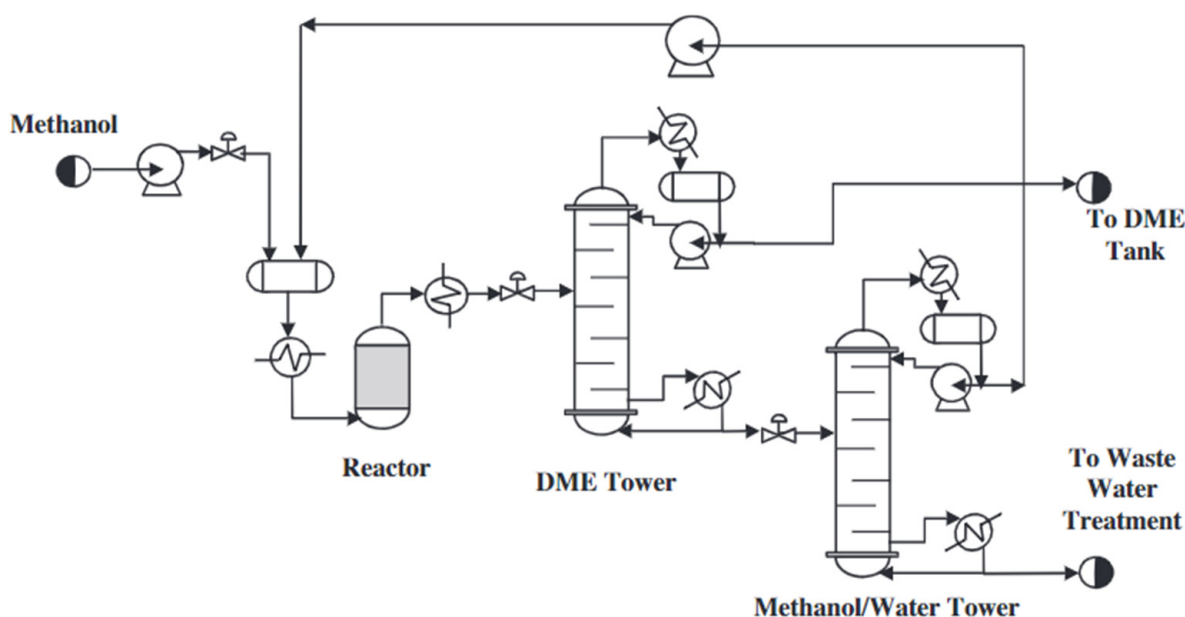 Methanol
To DME
Tank
Reactor
DME Tower
To Waste
Water
Treatment
Methanol/Water Tower